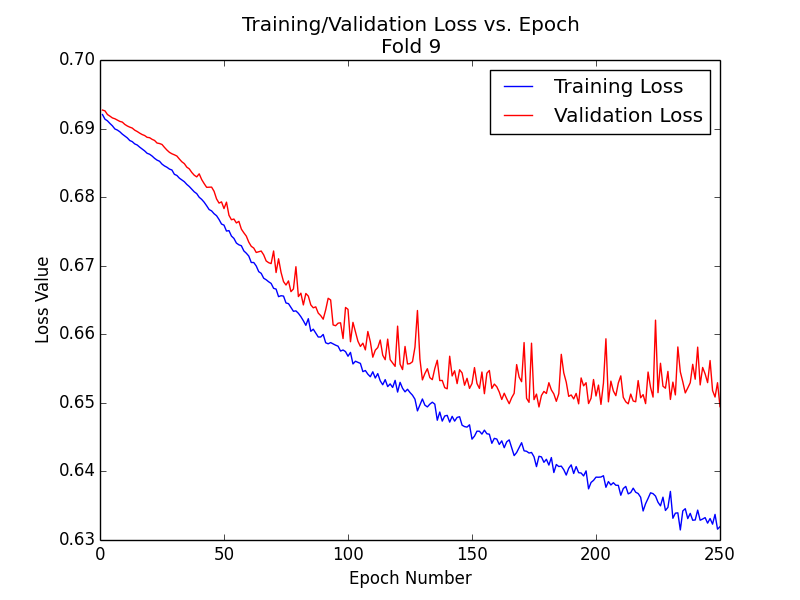 Training/Validation Loss vs. Epoch
Fold 9
Training Loss
Validation Loss
Loss Value
0.70
0.69
0.68
0.67
0.66
0.65
0.64
0.63
0
50
100
150
200
250
Epoch Number